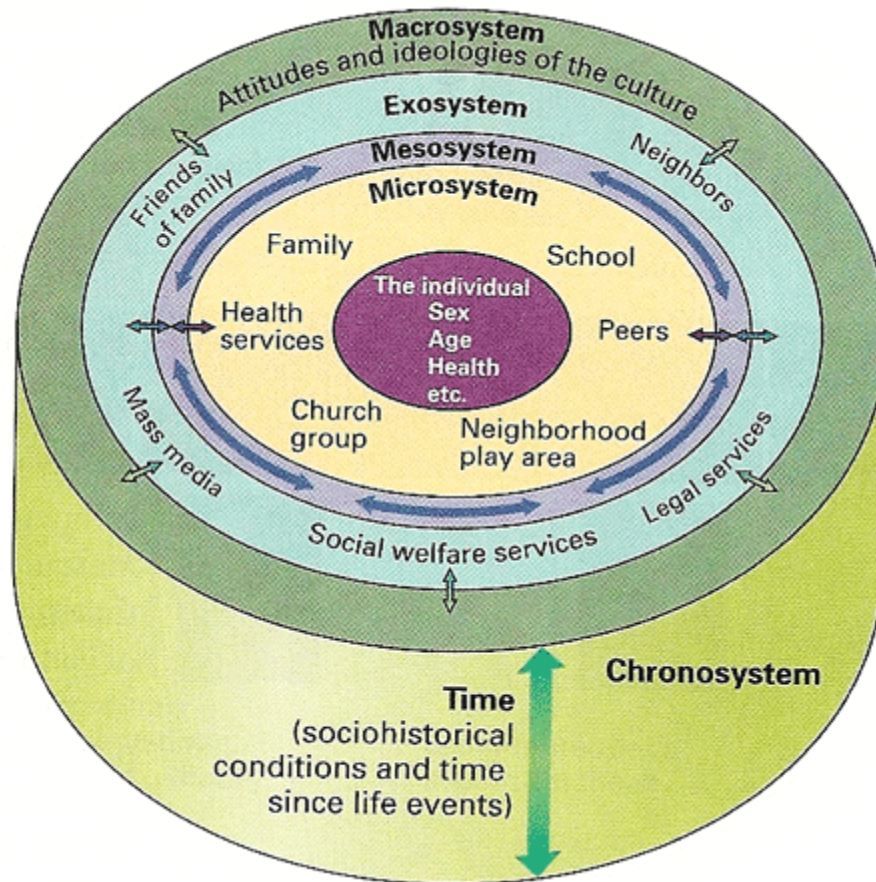 Macrosystem
Attitudes and ideologies of the culture
Exosystem
Mesosystem
Microsystem
Friends
of family
Neighbors
Family
School
The individual
Sex
Age
Health
etc.
Health
services
Peers
Church
group
Neighborhood
play area
Mass media
Social welfare services
Legal services
Chronosystem
Time
(sociohistorical
conditions and time
since life events)